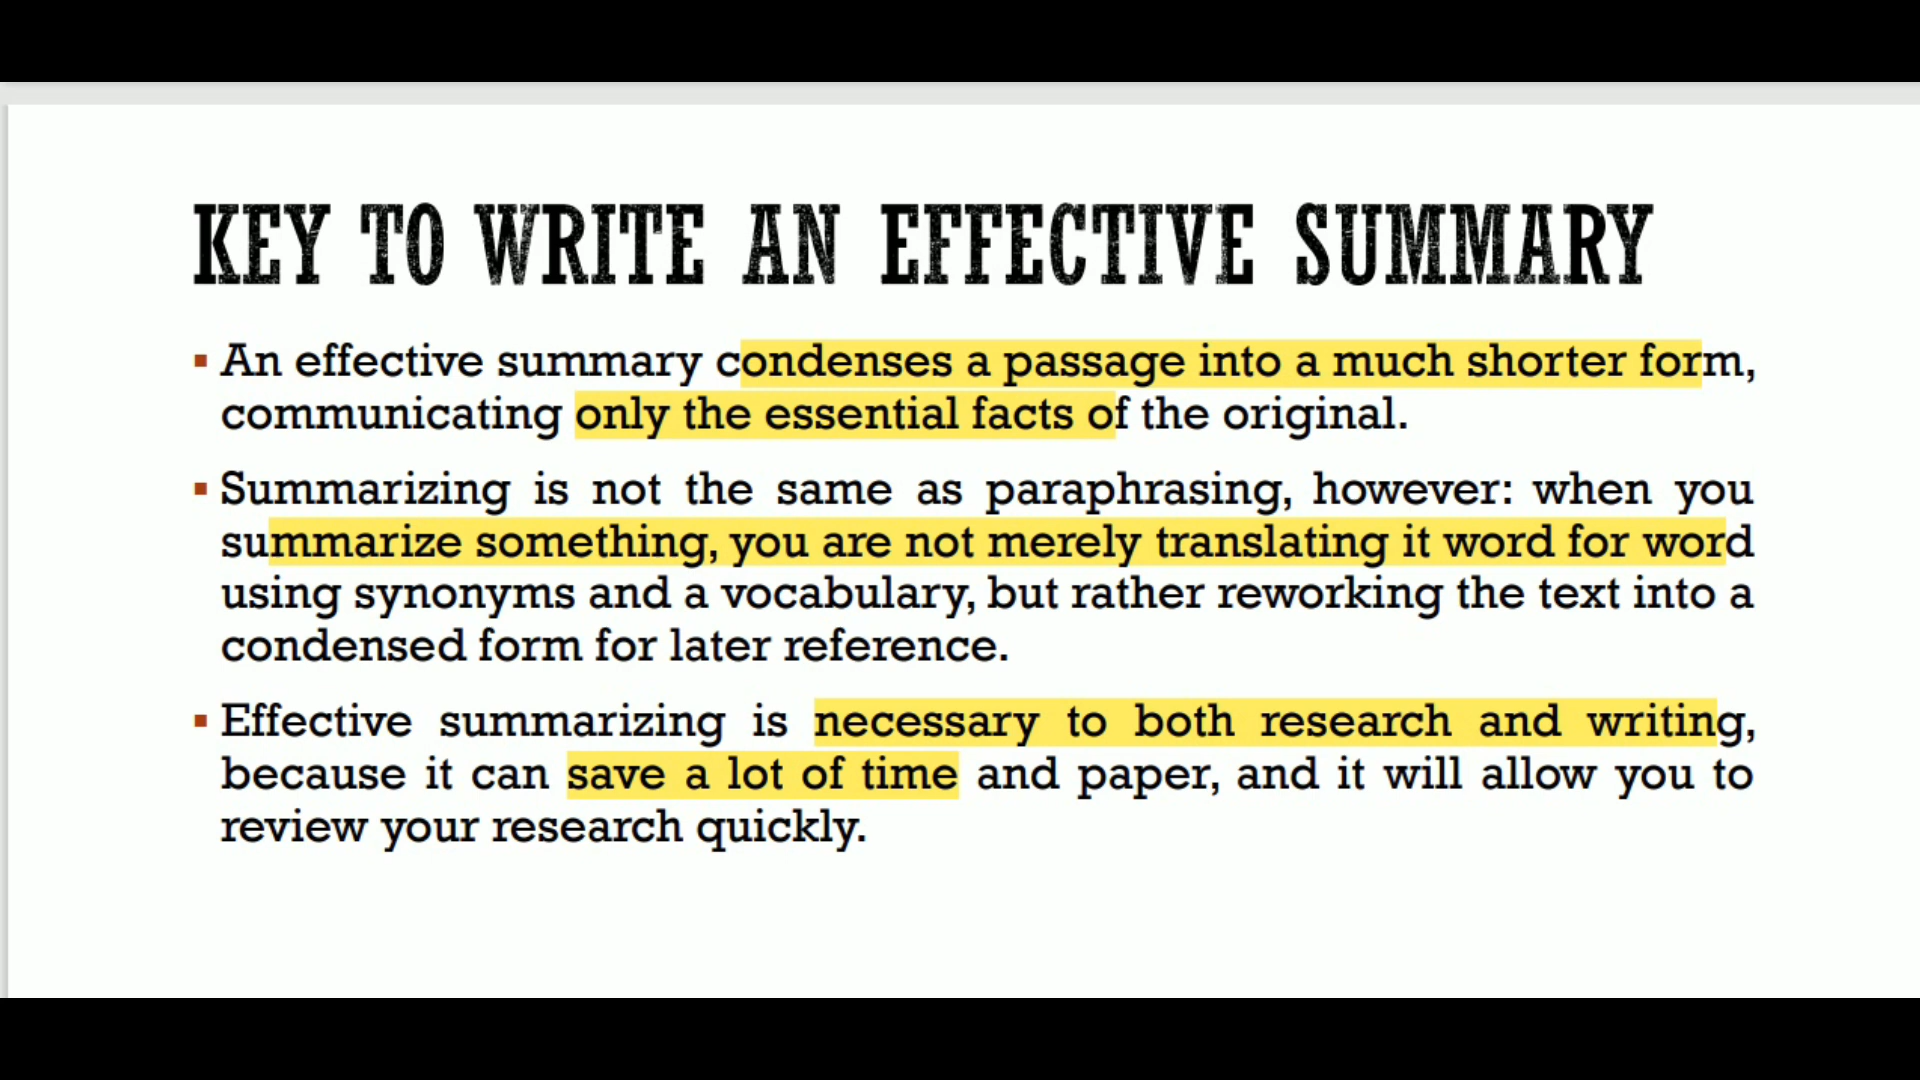 KEY TO WRITE AN EFFECTIVE SUMMARY
▪ An effective summary condenses a passage into a much shorter form,
communicating only the essential facts of the original.
▪ Summarizing is not the same as paraphrasing, however: when you
summarize something, you are not merely translating it word for word
using synonyms and a vocabulary, but rather reworking the text into a
condensed form for later reference.
▪ Effective summarizing is necessary to both research and writing,
because it can save a lot of time and paper, and it will allow you to
review your research quickly.